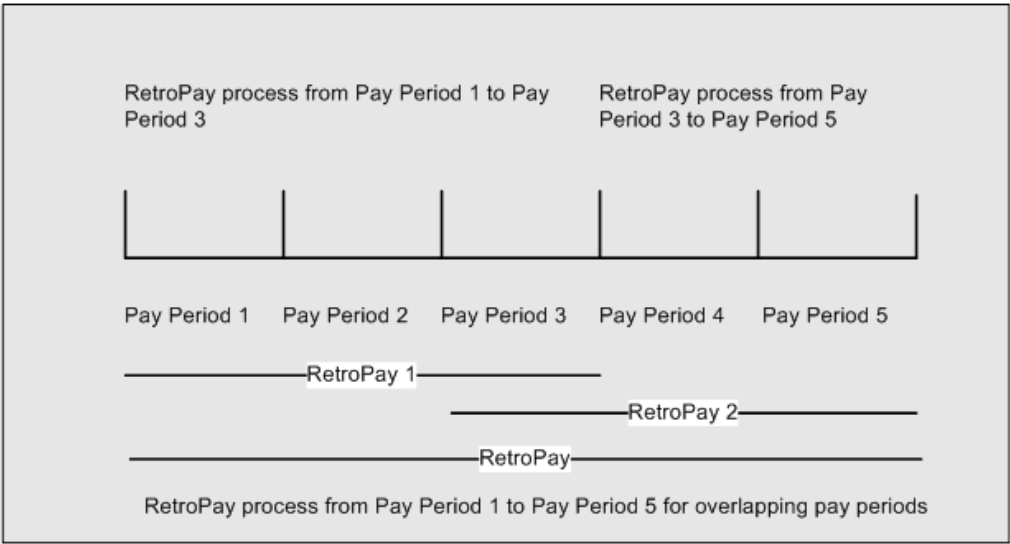 RetroPay process from Pay Period 1 to Pay
Period 3
RetroPay process from Pay
Period 3 to Pay Period 5
Pay Period 1
Pay Period 2
Pay Period 3
Pay Period 4
Pay Period 5
RetroPay 1
RetroPay 2
RetroPay
RetroPay process from Pay Period 1 to Pay Period 5 for overlapping pay periods